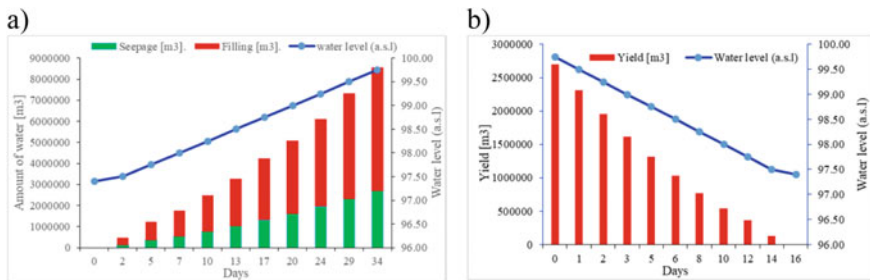 a)
Seepage [m3]. Filling [m3]. water level (a.s.l)
Amount of water [m3]
9000000
8000000
7000000
6000000
5000000
4000000
3000000
2000000
1000000
0
100.00
99.50
99.00
98.50
98.00
97.50
97.00
96.50
96.00
Water level (a.s.l)
0 2 5 7 10 13 17 20 24 29 34
Days
b)
Yield [m3] Water level (a.s.l)
Yield [m3]
3000000
2500000
2000000
1500000
1000000
500000
0
100.00
99.50
99.00
98.50
98.00
97.50
97.00
96.50
96.00
Water level (a.s.l)
0 1 2 3 5 6 8 10 12 14 16
Days